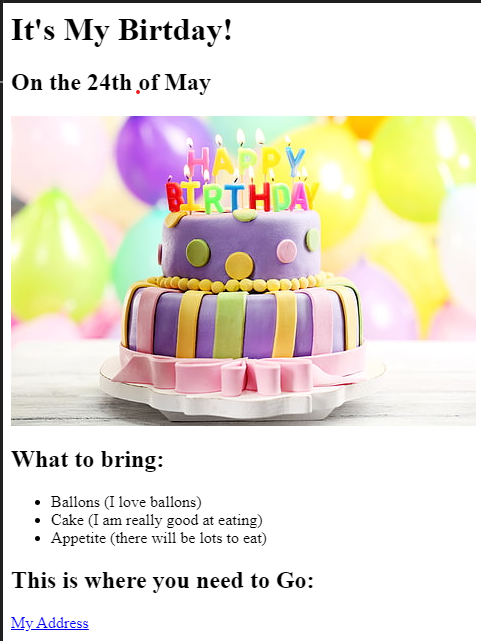 It's My Birtday!
On the 24th of May
HAPPY
BIRTHDAY
What to bring:
Ballons (I love ballons)
Cake (I am really good at eating)
Appetite (there will be lots to eat)
This is where you need to Go:
My Address